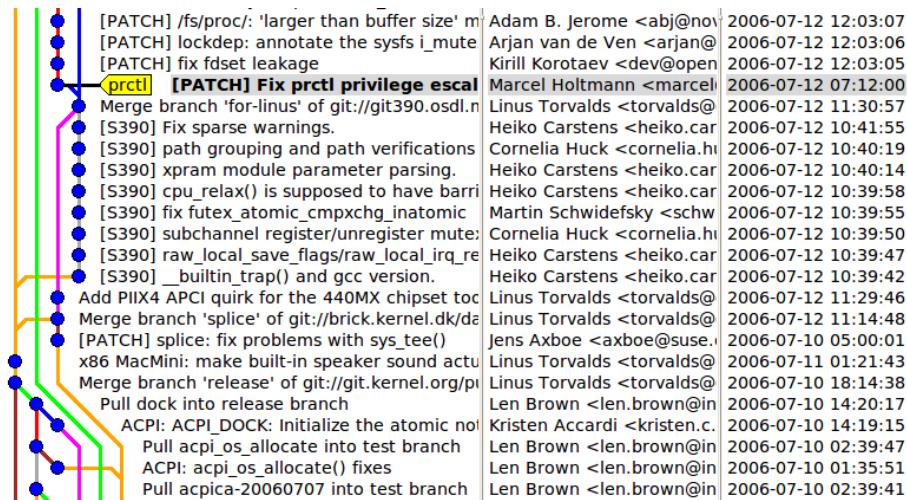 [PATCH] /fs/proc/: 'larger than buffer size' m Adam B. Jerome <abj@nov 2006-07-12 12:03:07
[PATCH] lockdep: annotate the sysfs i_mute Arjan van de Ven <arjan@ 2006-07-12 12:03:06
[PATCH] fix fdset leakage Kirill Korotaev <dev@open 2006-07-12 12:03:05
prctl [PATCH] Fix prctl privilege escal Marcel Holtmann <marcel 2006-07-12 07:12:00
Merge branch 'for-linus' of git://git390.osdl.m Linus Torvalds <torvalds@ 2006-07-12 11:30:57
[S390] Fix sparse warnings. Heiko Carstens <heiko.car 2006-07-12 10:41:55
[S390] path grouping and path verifications Cornelia Huck <cornelia.hu 2006-07-12 10:40:19
[S390] xpram module parameter parsing. Heiko Carstens <heiko.car 2006-07-12 10:40:14
[S390] cpu_relax() is supposed to have barri Heiko Carstens <heiko.car 2006-07-12 10:39:58
[S390] fix futex_atomic_cmpxchg_inatomic Martin Schwidefsky <schw 2006-07-12 10:39:55
[S390] subchannel register/unregister mutex Cornelia Huck <cornelia.hu 2006-07-12 10:39:50
[S390] raw_local_save_flags/raw_local_irq_re Heiko Carstens <heiko.car 2006-07-12 10:39:47
[S390] __builtin_trap() and gcc version. Heiko Carstens <heiko.car 2006-07-12 10:39:42
Add PIIX4 APCI quirk for the 440MX chipset too Linus Torvalds <torvalds@ 2006-07-12 11:29:46
Merge branch 'splice' of git://brick.kernel.dk/da Linus Torvalds <torvalds@ 2006-07-12 11:14:48
[PATCH] splice: fix problems with sys_tee() Jens Axboe <axboe@suse. 2006-07-10 05:00:01
x86 MacMini: make built-in speaker sound actu Linus Torvalds <torvalds@ 2006-07-11 01:21:43
Merge branch 'release' of git://git.kernel.org/pu Linus Torvalds <torvalds@ 2006-07-10 18:14:38
Pull dock into release branch Len Brown <len.brown@in 2006-07-10 14:20:17
ACPI: ACPI_DOCK: Initialize the atomic not Kristen Accardi <kristen.c. 2006-07-10 14:19:15
Pull acpi_os_allocate into test branch Len Brown <len.brown@in 2006-07-10 02:39:47
ACPI: acpi_os_allocate() fixes Len Brown <len.brown@in 2006-07-10 01:35:51
Pull acpica-20060707 into test branch Len Brown <len.brown@in 2006-07-10 02:39:41